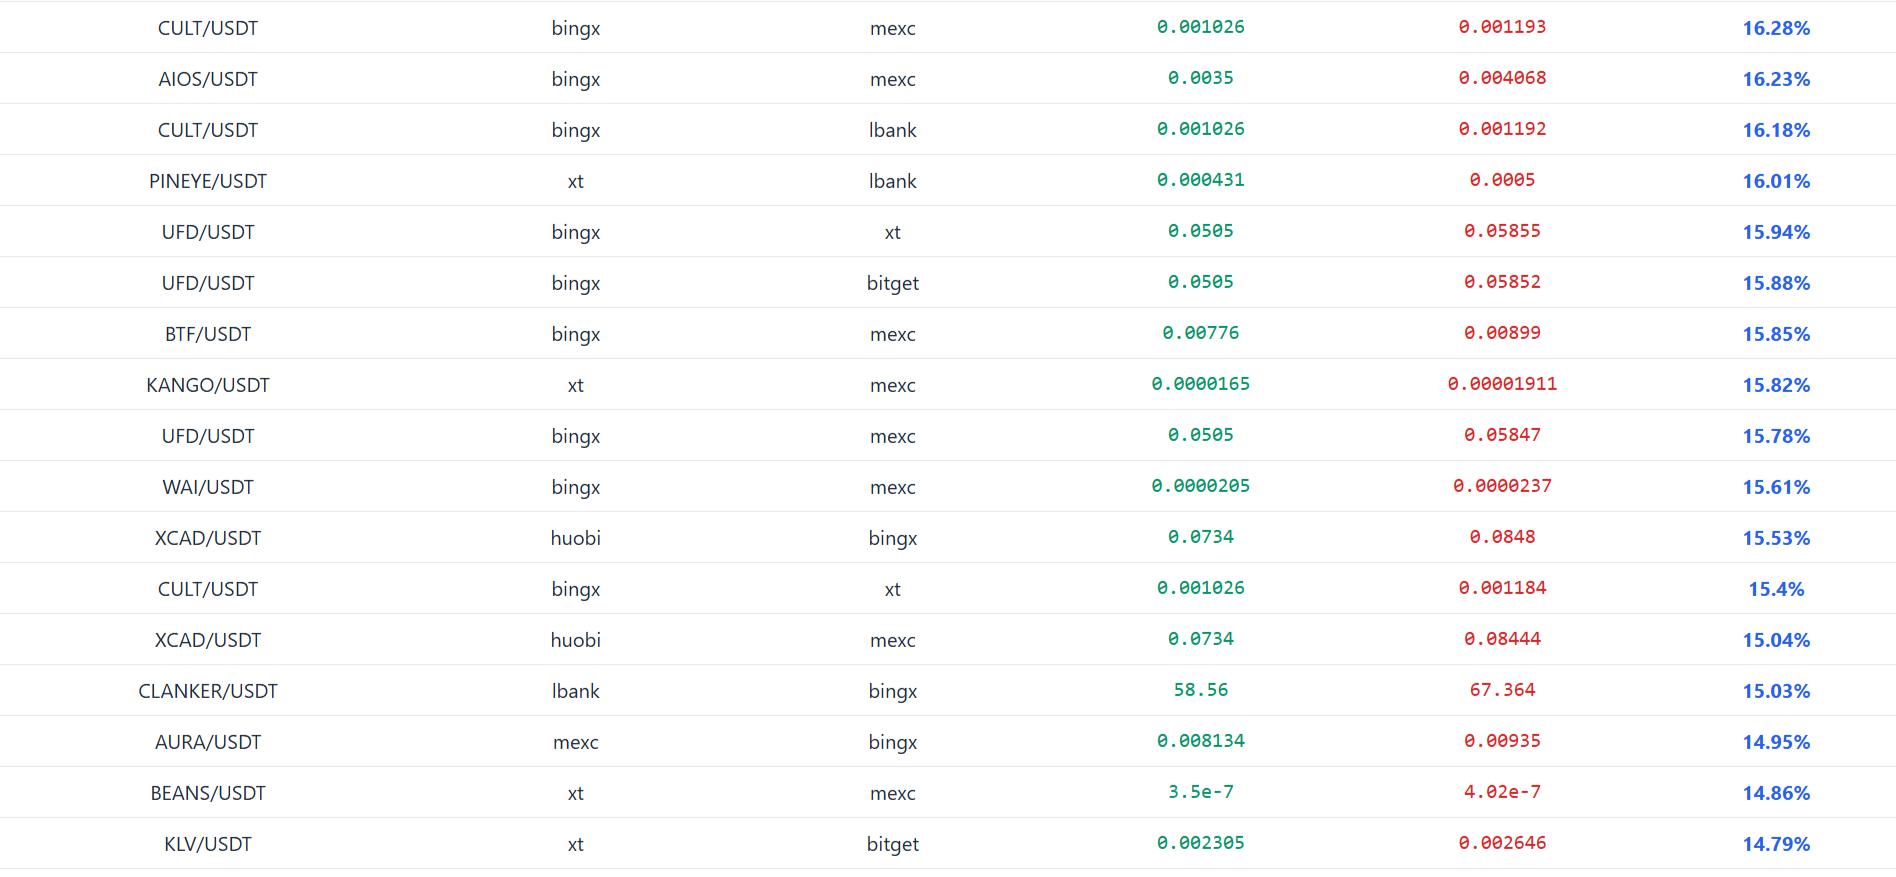 CULT/USDT bingx mexc 0.001026 0.001193 16.28%
AIOS/USDT bingx mexc 0.0035 0.004068 16.23%
CULT/USDT bingx lbank 0.001026 0.001192 16.18%
PINEYE/USDT xt lbank 0.000431 0.0005 16.01%
UFD/USDT bingx xt 0.0505 0.05855 15.94%
UFD/USDT bingx bitget 0.0505 0.05852 15.88%
BTF/USDT bingx mexc 0.00776 0.00899 15.85%
KANGO/USDT xt mexc 0.0000165 0.00001911 15.82%
UFD/USDT bingx mexc 0.0505 0.05847 15.78%
WAI/USDT bingx mexc 0.0000205 0.0000237 15.61%
XCAD/USDT huobi bingx 0.0734 0.0848 15.53%
CULT/USDT bingx xt 0.001026 0.001184 15.4%
XCAD/USDT huobi mexc 0.0734 0.08444 15.04%
CLANKER/USDT lbank bingx 58.56 67.364 15.03%
AURA/USDT mexc bingx 0.008134 0.00935 14.95%
BEANS/USDT xt mexc 3.5e-7 4.02e-7 14.86%
KLV/USDT xt bitget 0.002305 0.002646 14.79%